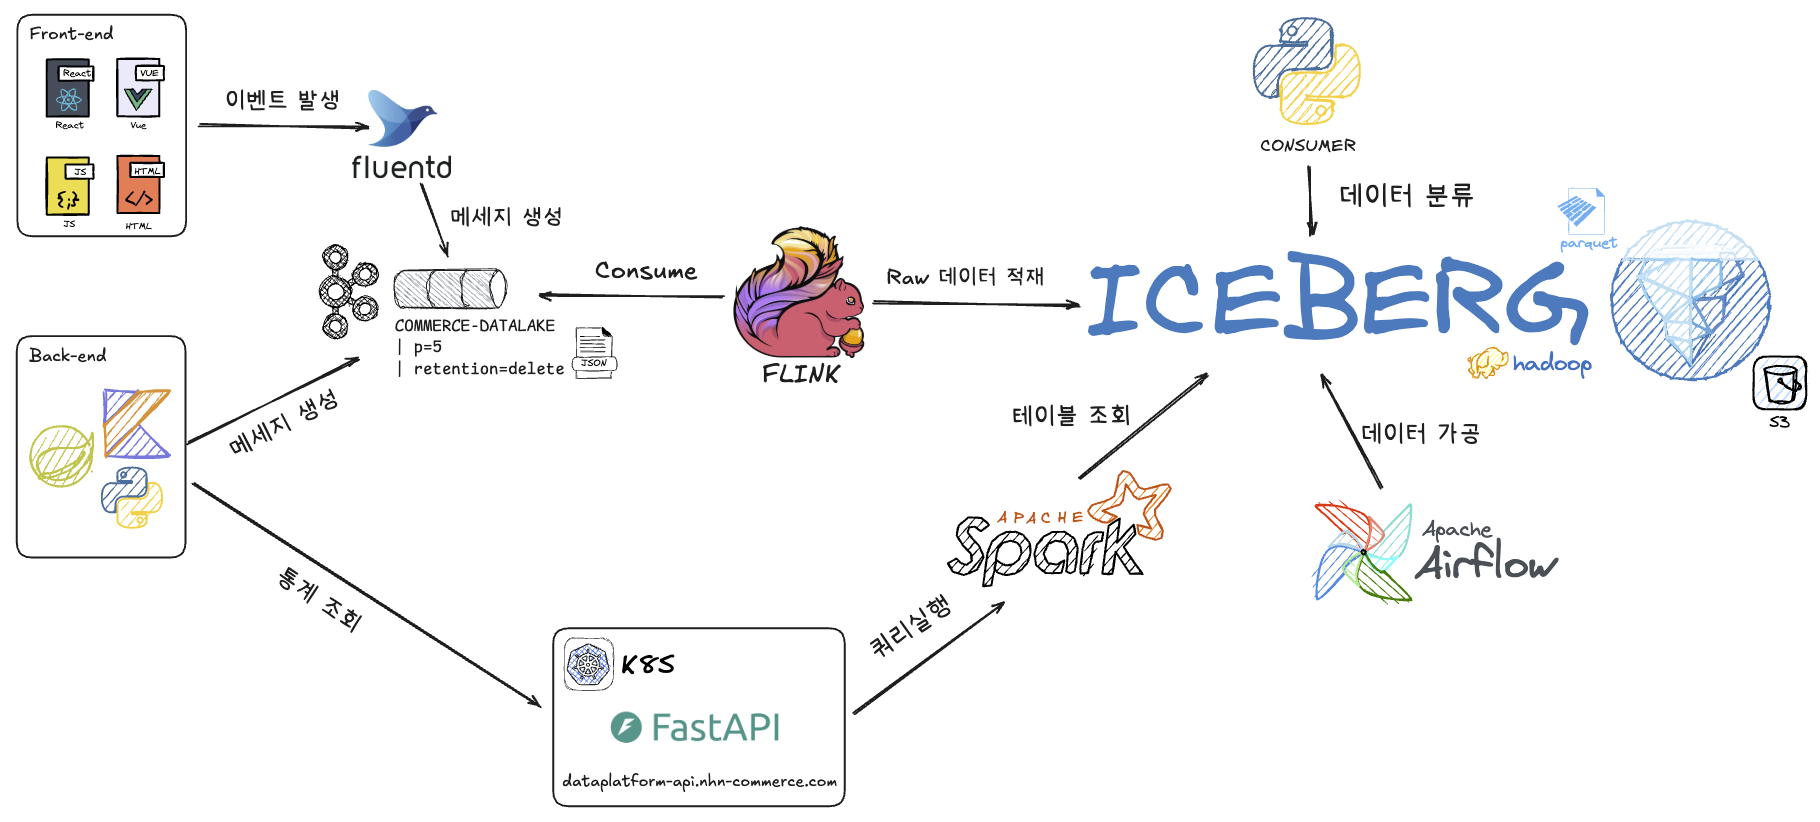 Front-end
React
React
VUE
Vue
JS
JS
HTML
HTML
이벤트 발생
fluentd
메세지 생성
COMMERCE-DATALAKE
| p=5
| retention=delete
JSON
Consume
FLINK
Raw 데이터 적재
CONSUMER
데이터 분류
ICEBERG
parquet
hadoop
S3
Back-end
메세지 생성
통계 조회
K8S
FastAPI
dataplatform-api.nhn-commerce.com
쿼리실행
APACHE
Spark
테이블 조회
데이터 가공
Apache
Airflow